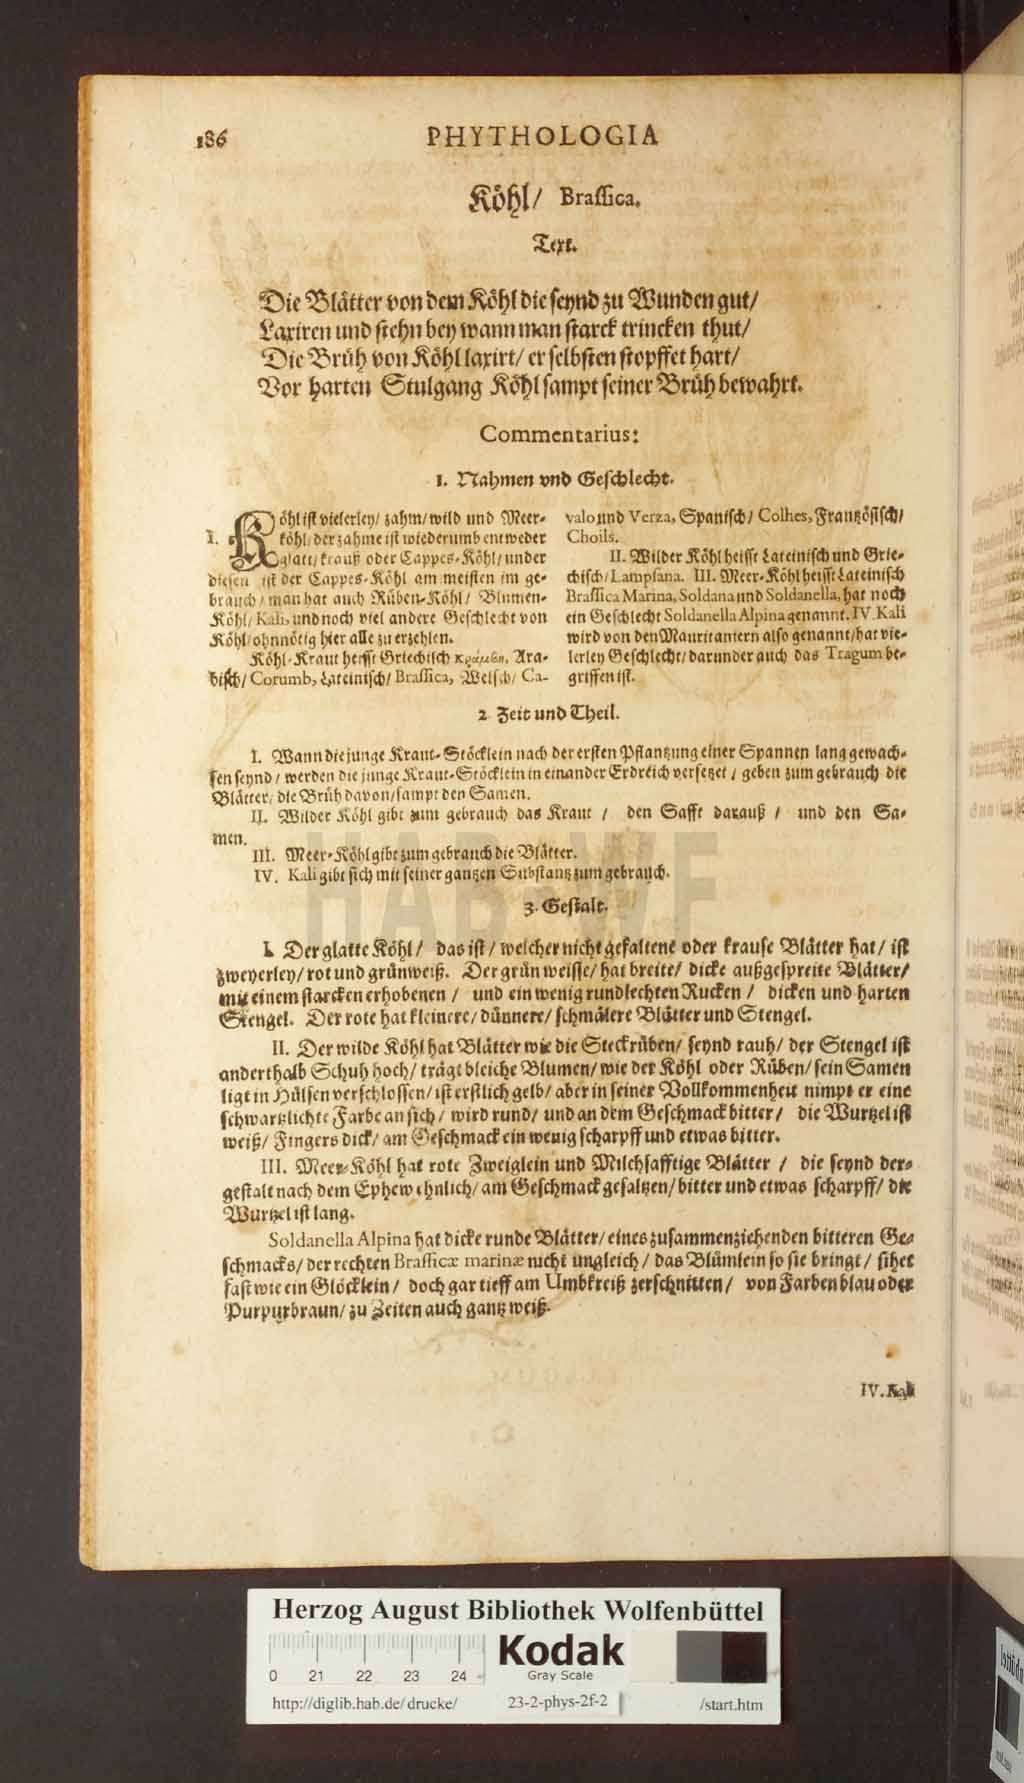 186
PHYTHOLOGIA
Köhl/ Brassica.
Text.
Die Blätter von dem Köhl die seynd zu Wunden gut/
Laxiren und stehn bey wann man starck trincken thut/
Die Brüh von Köhl laxirt/ er selbsten stopffet hart/
Vor harten Stulgang Köhl sampt seiner Brüh bewahrt.
Commentarius:
1. Nahmen vnd Geschlecht.
I. Köhl ist vielerley/ zahm/ wild und Meer-
köhl/ der zahme ist wiederumb entweder
glatt/ krauß oder Cappes-Köhl/ under
diesen ist der Cappes-Köhl am meisten im ge-
brauch/ man hat auch Rüben-Köhl/ Blumen-
Köhl/ Kali, und noch viel andere Geschlecht von
Köhl/ ohnnötig hier alle zu erzehlen.
Köhl-Kraut heisst Griechisch κράμβη, Ara-
bisch/ Corumb, Lateinisch/ Brassica, Welsch/ Ca-
valo und Verza, Spanisch/ Colhes, Frantzösisch/
Choils.
II. Wilder Köhl heisst Lateinisch und Grie-
chisch/ Lampsana. III. Meer-Köhl heisst Lateinisch
Brassica Marina, Soldana und Soldanella, hat noch
ein Geschlecht Soldanella Alpina genannt. IV. Kali
wird von den Mauritaniern also genannt/ hat vie-
lerley Geschlecht/ darunder auch das Tragum be-
griffen ist.
2. Zeit und Theil.
I. Wann die junge Kraut-Stöcklein nach der ersten Pflantzung einer Spannen lang gewach-
sen seynd/ werden die junge Kraut-Stöcklein in ein ander Erdreich versetzet/ geben zum gebrauch die
Blätter/ die Brüh davon/ sampt den Samen.
II. Wilder Köhl gibt zum gebrauch das Kraut/ den Safft darauß/ und den Sa-
men.
III. Meer-Köhl gibt zum gebrauch die Blätter.
IV. Kali gibt sich mit seiner gantzen Substantz zum gebrauch.
HAB WF
3. Gestalt.
I. Der glatte Köhl/ das ist/ welcher nicht gefaltene oder krause Blätter hat/ ist
zweyerley/ rot und grünweiß. Der grün weisse/ hat breite/ dicke außgespreite Blätter/
mit einem starcken erhobenen/ und ein wenig rundlechten Rucken/ dicken und harten
Stengel. Der rote hat kleinere/ dünnere/ schmälere Blätter und Stengel.
II. Der wilde Köhl hat Blätter wie die Steckrüben/ seynd rauh/ der Stengel ist
anderthalb Schuh hoch/ trägt bleiche Blumen/ wie der Köhl oder Rüben/ sein Samen
ligt in Hülsen verschlossen/ ist erstlich gelb/ aber in seiner Vollkommenheit nimpt er eine
schwartzlichte Farbe an sich/ wird rund/ und an dem Geschmack bitter/ die Wurtzel ist
weiß/ Fingers dick/ am Geschmack ein wenig scharpff und etwas bitter.
III. Meer-Köhl hat rote Zweiglein und Milchsafftige Blätter/ die seynd der-
gestalt nach dem Ephew ehnlich/ am Geschmack gesaltzen/ bitter und etwas scharpff/ die
Wurtzel ist lang.
Soldanella Alpina hat dicke runde Blätter/ eines zusammenziehenden bitteren Ge-
schmacks/ der rechten Brassicæ marinæ nicht ungleich/ das Blümlein so sie bringt/ sihet
fast wie ein Glöcklein/ doch gar tieff am Umbkreiß zerschnitten/ von Farben blau oder
Purpurbraun/ zu Zeiten auch gantz weiß.
IV. Kali
Herzog August Bibliothek Wolfenbüttel
0 21 22 23 24
Kodak
Gray Scale
http://diglib.hab.de/drucke/ 23-2-phys-2f-2 /start.htm